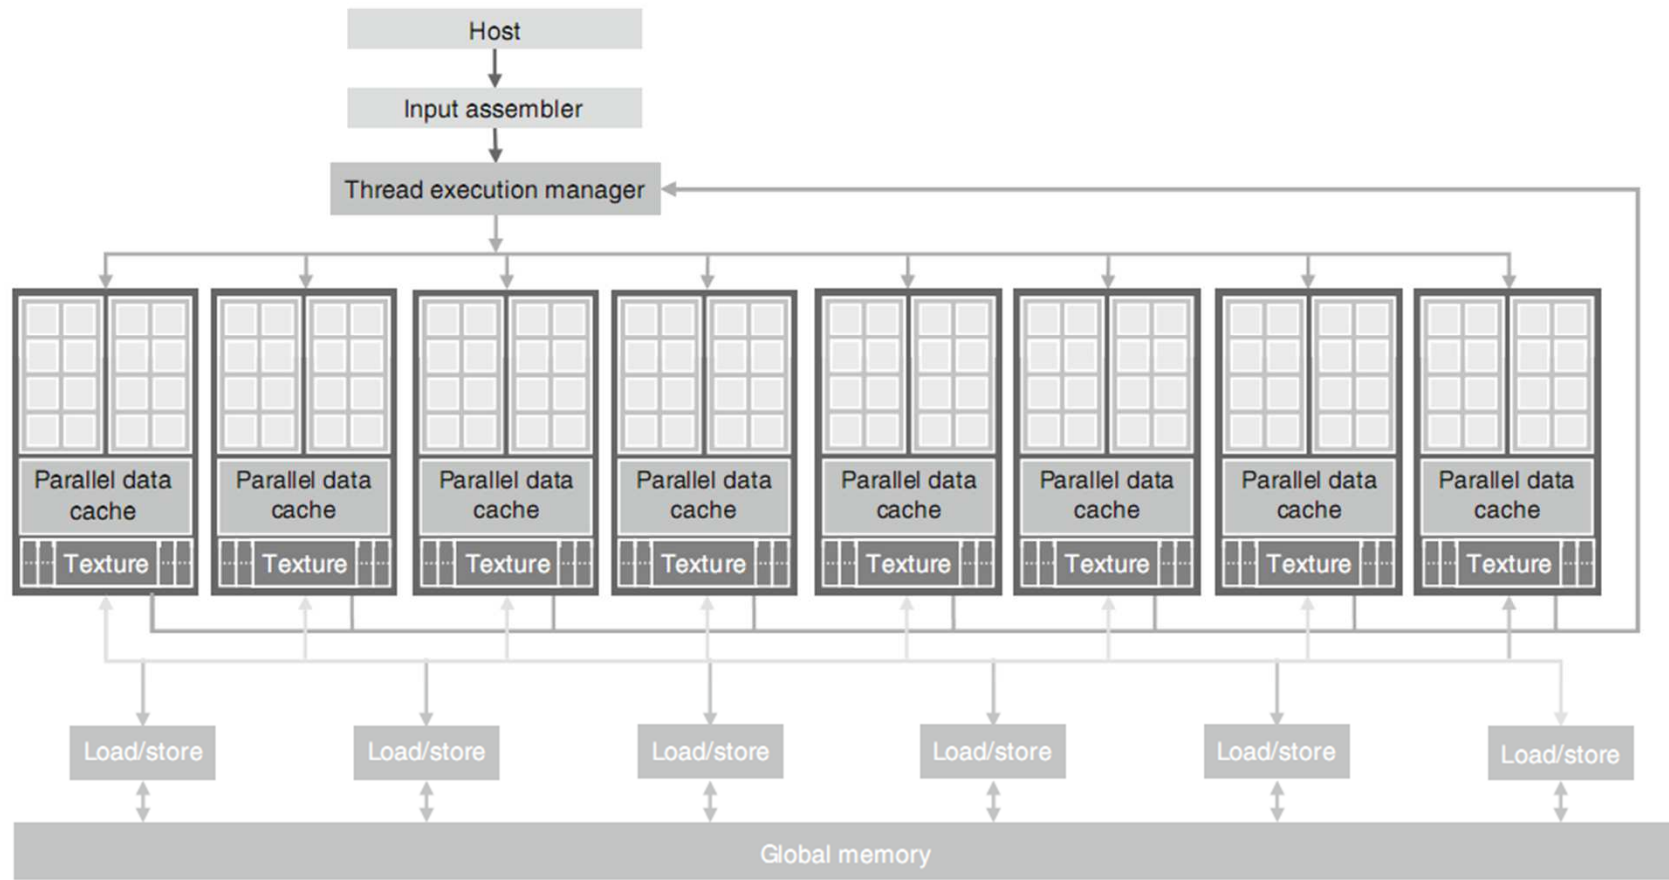 Host
Input assembler
Thread execution manager
Parallel data
cache
Parallel data
cache
Parallel data
cache
Parallel data
cache
Parallel data
cache
Parallel data
cache
Parallel data
cache
Parallel data
cache
Texture
Texture
Texture
Texture
Texture
Texture
Texture
Texture
Load/store
Load/store
Load/store
Load/store
Load/store
Load/store
Global memory